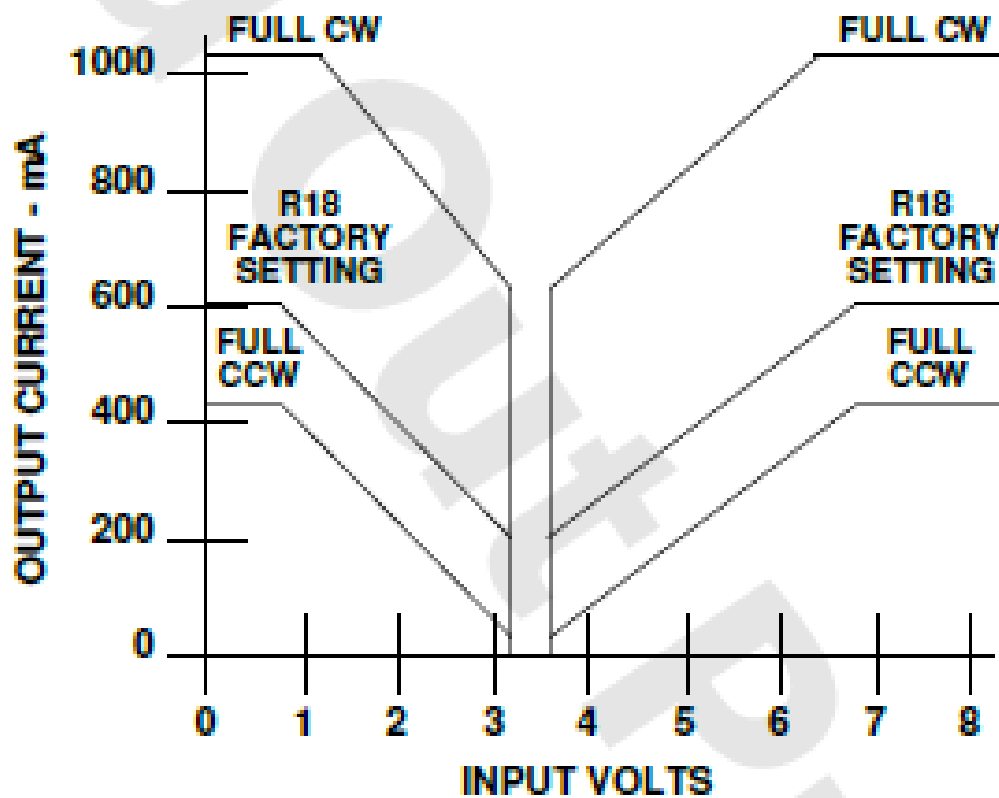 FULL CW
FULL CW
1000
800
R18
FACTORY
SETTING
R18
FACTORY
SETTING
600
FULL
CCW
FULL
CCW
400
200
0
OUTPUT CURRENT - mA
0 1 2 3 4 5 6 7 8
INPUT VOLTS